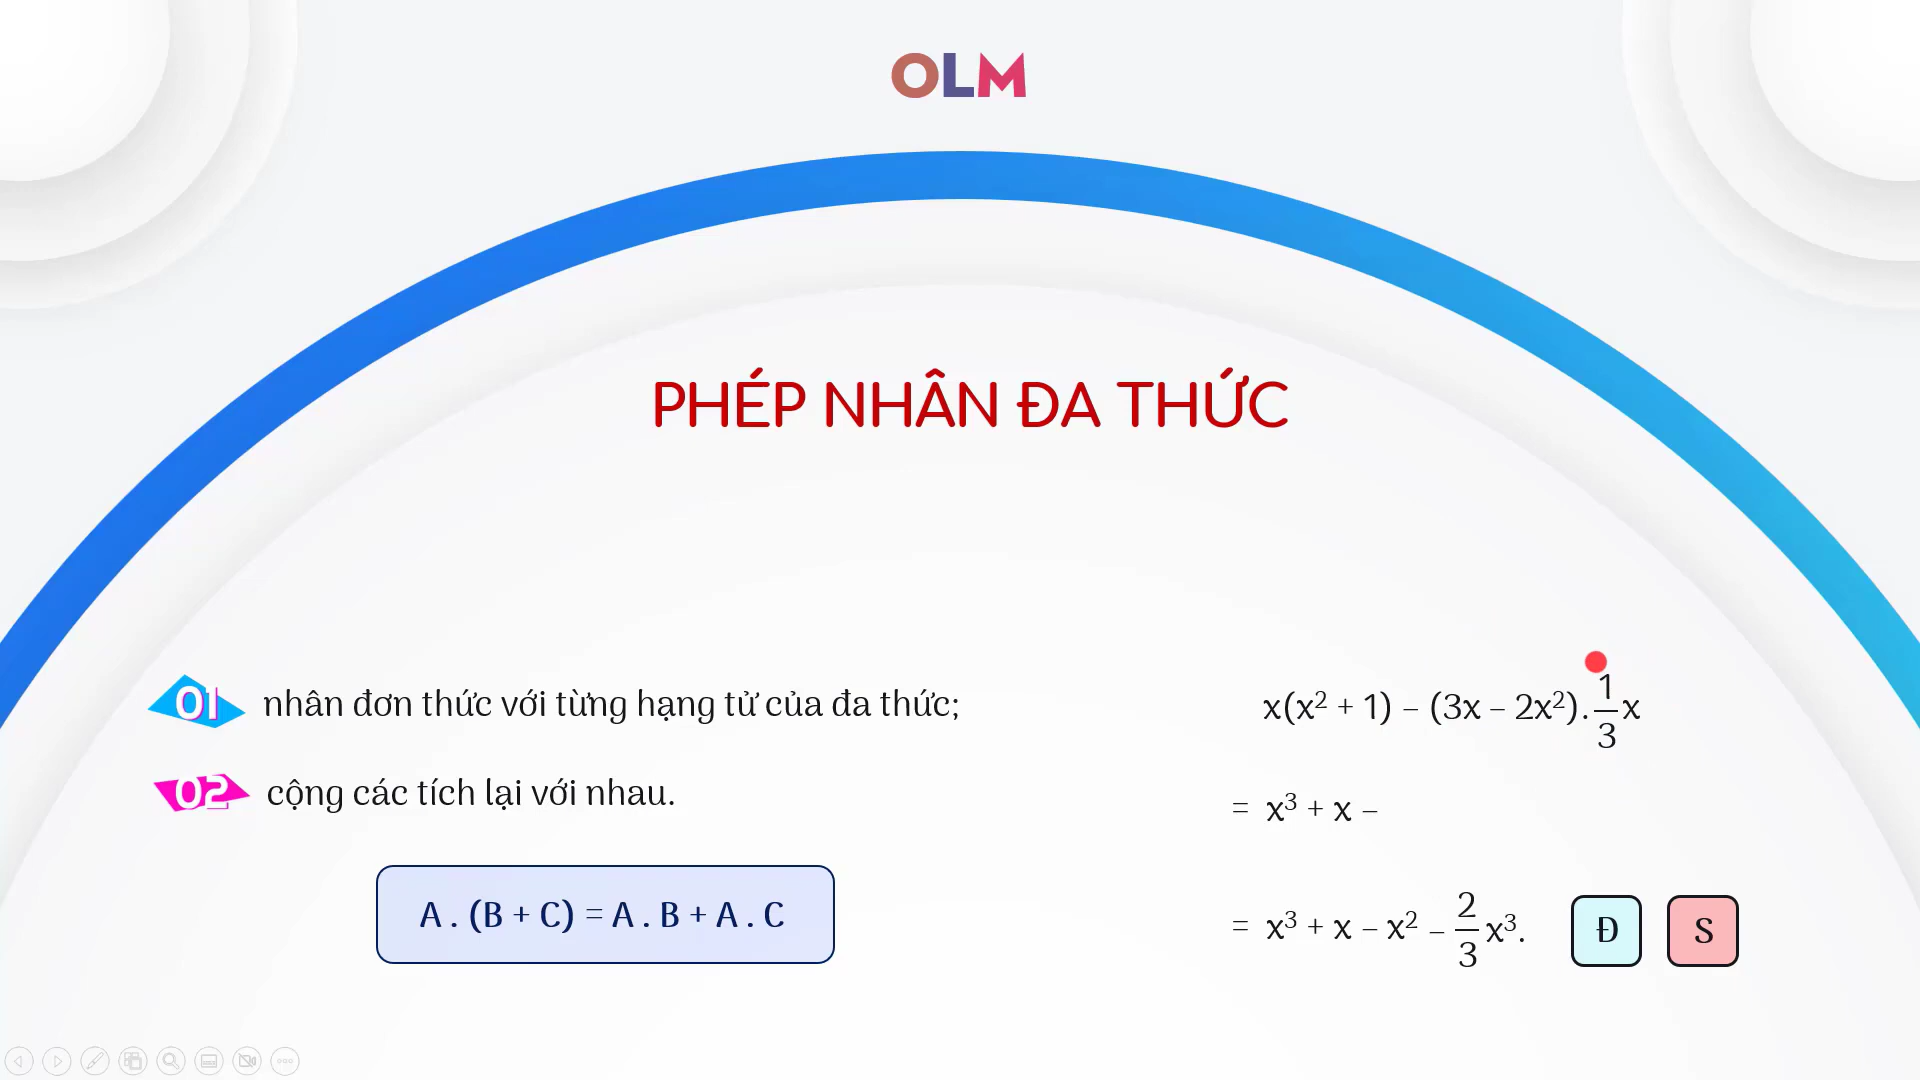 OLM
PHÉP NHÂN ĐA THỨC
01 nhân đơn thức với từng hạng tử của đa thức;
02 cộng các tích lại với nhau.
A . (B + C) = A . B + A . C
x(x² + 1) – (3x – 2x²).1/3x
= x³ + x –
= x³ + x – x² – 2/3 x³.
Đ S